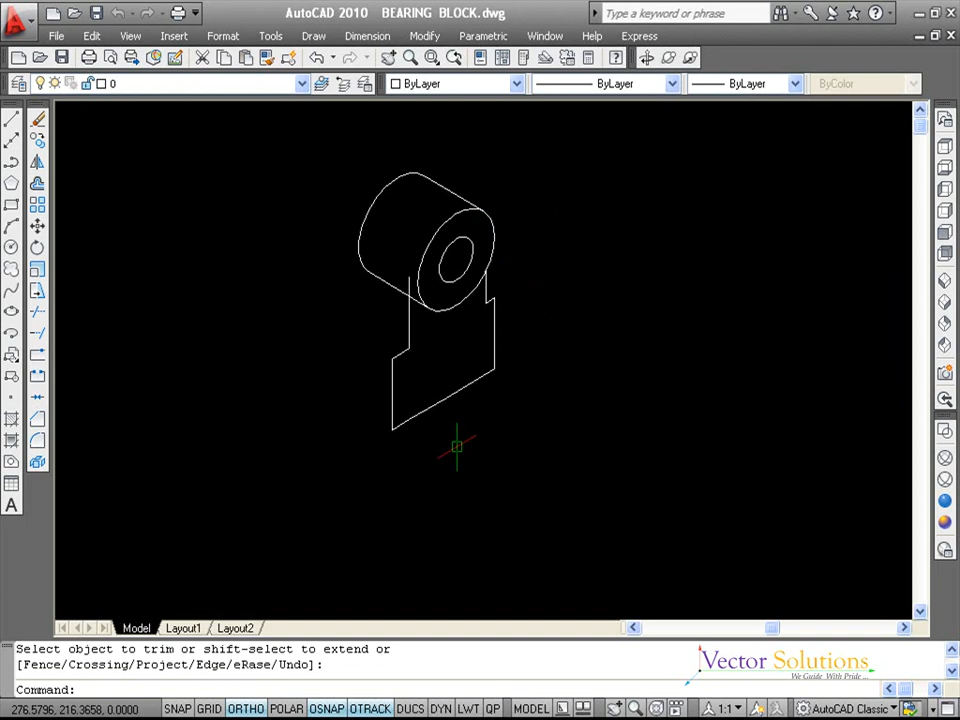 AutoCAD 2010 BEARING BLOCK.dwg
Type a keyword or phrase
File Edit View Insert Format Tools Draw Dimension Modify Parametric Window Help Express
0 ByLayer ByLayer ByLayer ByColor
A
Model Layout1 Layout2
Select object to trim or shift-select to extend or
[Fence/Crossing/Project/Edge/eRase/Undo]:
Command:
Vector Solutions
We Guide With Pride ...
276.5796, 216.3658, 0.0000 SNAP GRID ORTHO POLAR OSNAP OTRACK DUCS DYN LWT QP MODEL 1:1 AutoCAD Classic